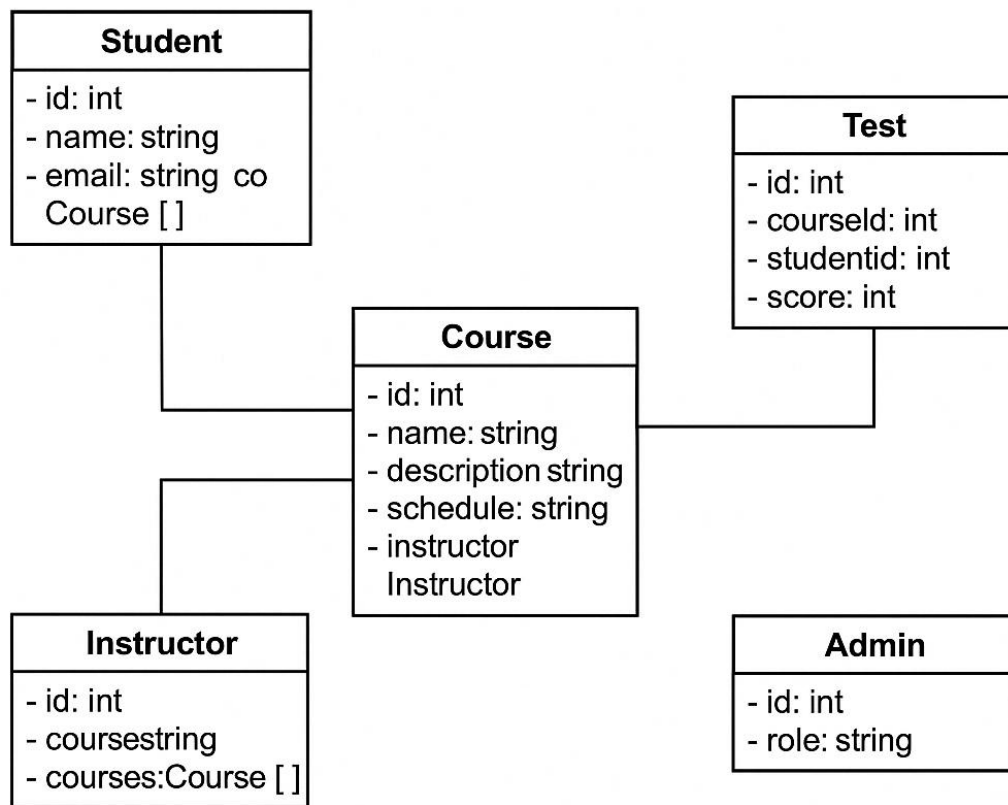 Student
- id: int
- name: string
- email: string co
Course [ ]
Test
- id: int
- courseld: int
- studentid: int
- score: int
Course
- id: int
- name: string
- description string
- schedule: string
- instructor
Instructor
Instructor
- id: int
- coursestring
- courses:Course [ ]
Admin
- id: int
- role: string